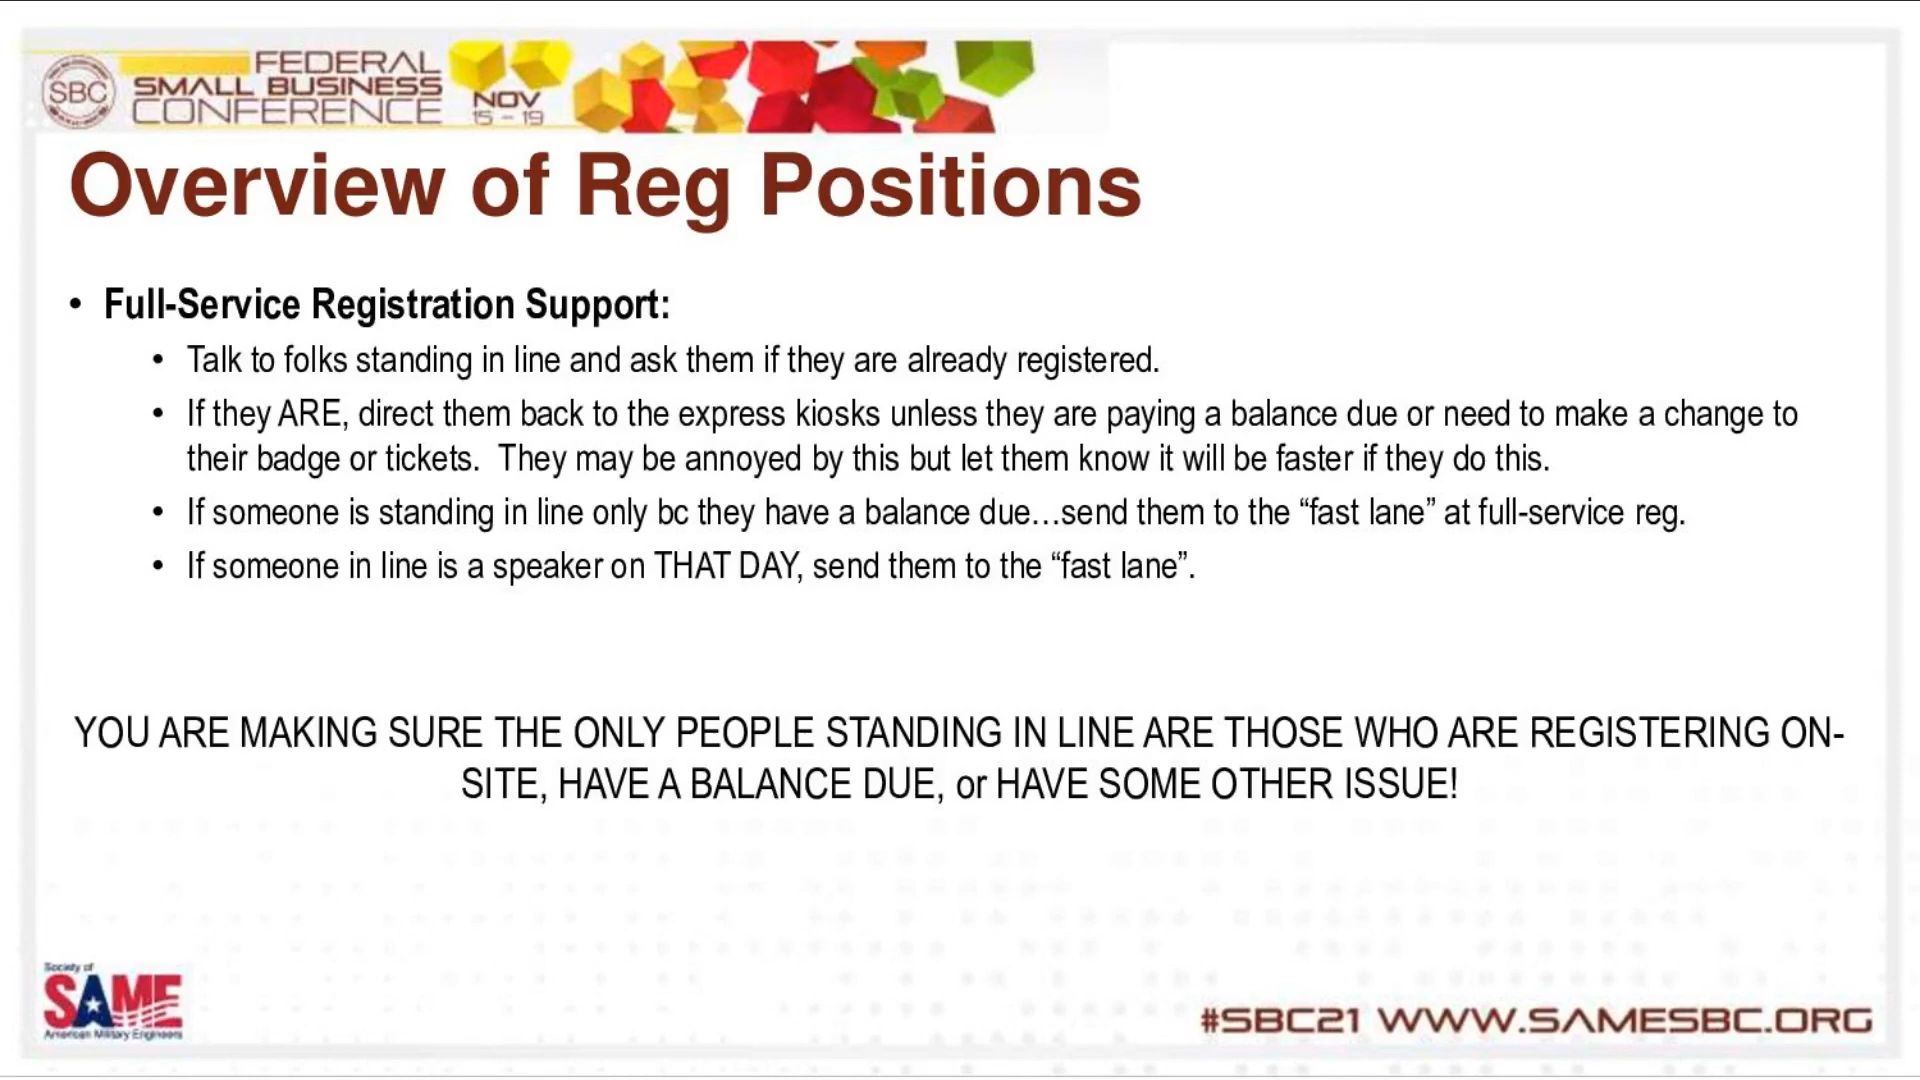 SBC
FEDERAL
SMALL BUSINESS
CONFERENCE
NOV
15 – 19
Overview of Reg Positions
• Full-Service Registration Support:
• Talk to folks standing in line and ask them if they are already registered.
• If they ARE, direct them back to the express kiosks unless they are paying a balance due or need to make a change to
their badge or tickets.  They may be annoyed by this but let them know it will be faster if they do this.
• If someone is standing in line only bc they have a balance due…send them to the “fast lane” at full-service reg.
• If someone in line is a speaker on THAT DAY, send them to the “fast lane”.
YOU ARE MAKING SURE THE ONLY PEOPLE STANDING IN LINE ARE THOSE WHO ARE REGISTERING ON-
SITE, HAVE A BALANCE DUE, or HAVE SOME OTHER ISSUE!
Society of
SAME
American Military Engineers
#SBC21 WWW.SAMESBC.ORG